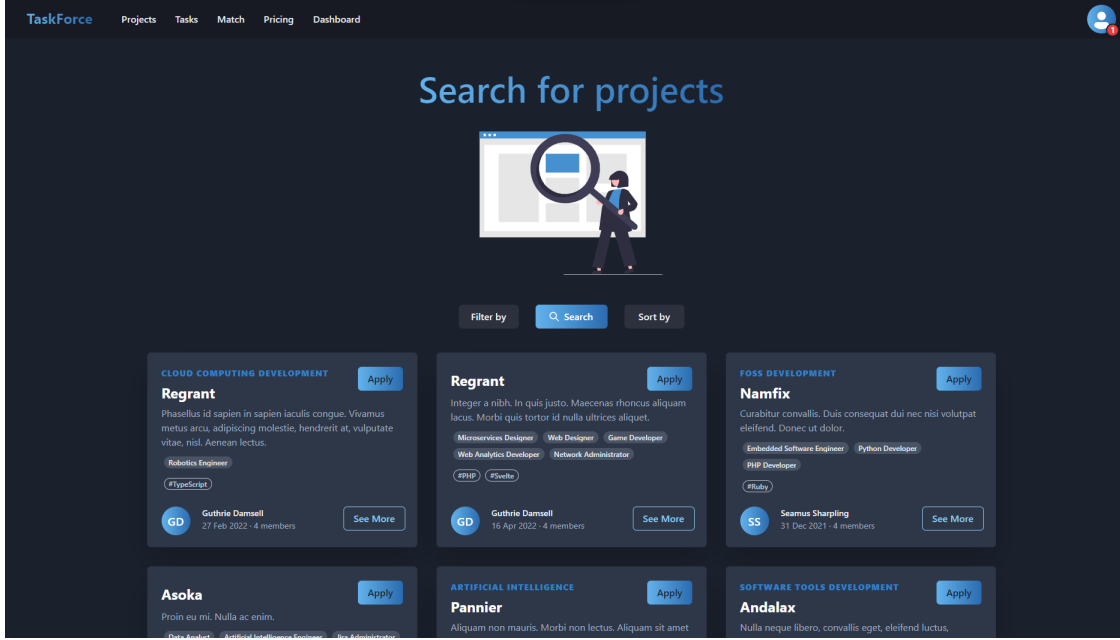 TaskForce Projects Tasks Match Pricing Dashboard
1
Search for projects
Filter by Search Sort by
CLOUD COMPUTING DEVELOPMENT
Apply
Regrant
Phasellus id sapien in sapien iaculis congue. Vivamus
metus arcu, adipiscing molestie, hendrerit at, vulputate
vitae, nisl. Aenean lectus.
Robotics Engineer
#TypeScript
GD
Guthrie Damsell
27 Feb 2022 · 4 members
See More
Regrant
Apply
Integer a nibh. In quis justo. Maecenas rhoncus aliquam
lacus. Morbi quis tortor id nulla ultrices aliquet.
Microservices Designer Web Designer Game Developer
Web Analytics Developer Network Administrator
#PHP #Svelte
GD
Guthrie Damsell
16 Apr 2022 · 4 members
See More
FOSS DEVELOPMENT
Apply
Namfix
Curabitur convallis. Duis consequat dui nec nisi volutpat
eleifend. Donec ut dolor.
Embedded Software Engineer Python Developer
PHP Developer
#Ruby
SS
Seamus Sharpling
31 Dec 2021 · 4 members
See More
Asoka
Apply
Proin eu mi. Nulla ac enim.
Data Analyst Artificial Intelligence Engineer Jira Administrator
ARTIFICIAL INTELLIGENCE
Apply
Pannier
Aliquam non mauris. Morbi non lectus. Aliquam sit amet
SOFTWARE TOOLS DEVELOPMENT
Apply
Andalax
Nulla neque libero, convallis eget, eleifend luctus,